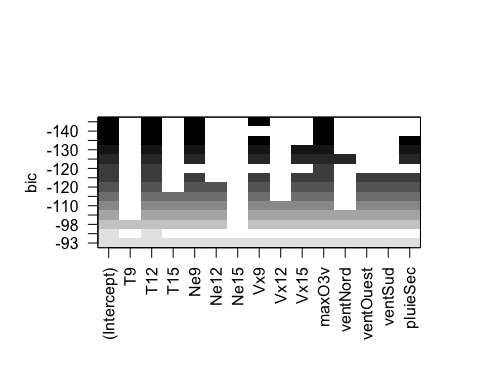 bic
-140
-130
-120
-120
-110
-98
-93
(Intercept)
T9
T12
T15
Ne9
Ne12
Ne15
Vx9
Vx12
Vx15
maxO3v
ventNord
ventOuest
ventSud
pluieSec